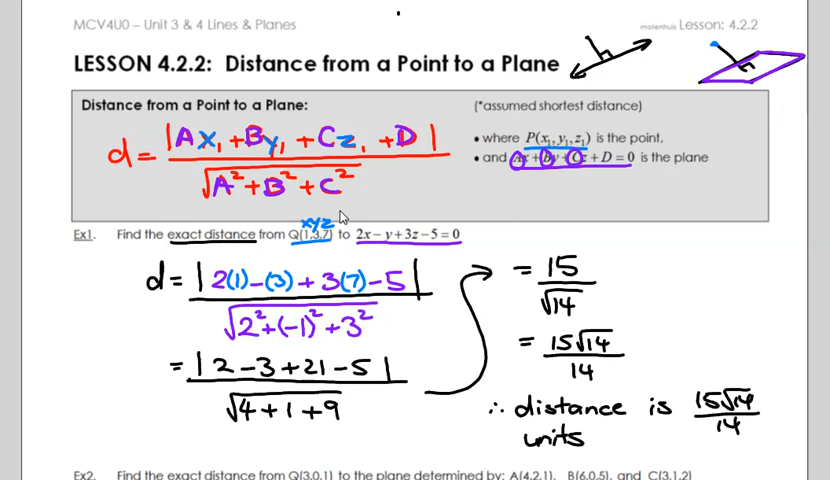 MCV4U0 – Unit 3 & 4 Lines & Planes
Lesson: 4.2.2
LESSON 4.2.2: Distance from a Point to a Plane
Distance from a Point to a Plane:
(*assumed shortest distance)
d = |Ax₁ + By₁ + Cz₁ + D| / √(A² + B² + C²)
• where P(x₁, y₁, z₁) is the point,
• and Ax + By + Cz + D = 0 is the plane
xyz
Ex1. Find the exact distance from Q(1,3,7) to 2x − y + 3z − 5 = 0
d = |2(1) − (3) + 3(7) − 5| / √(2² + (−1)² + 3²)
= |2 − 3 + 21 − 5| / √(4 + 1 + 9)
= 15 / √14
= 15√14 / 14
∴ distance is 15√14 / 14
units
Ex2. Find the exact distance from Q(3,0,1) to the plane determined by: A(4,2,1), B(6,0,5), and C(3,1,2)